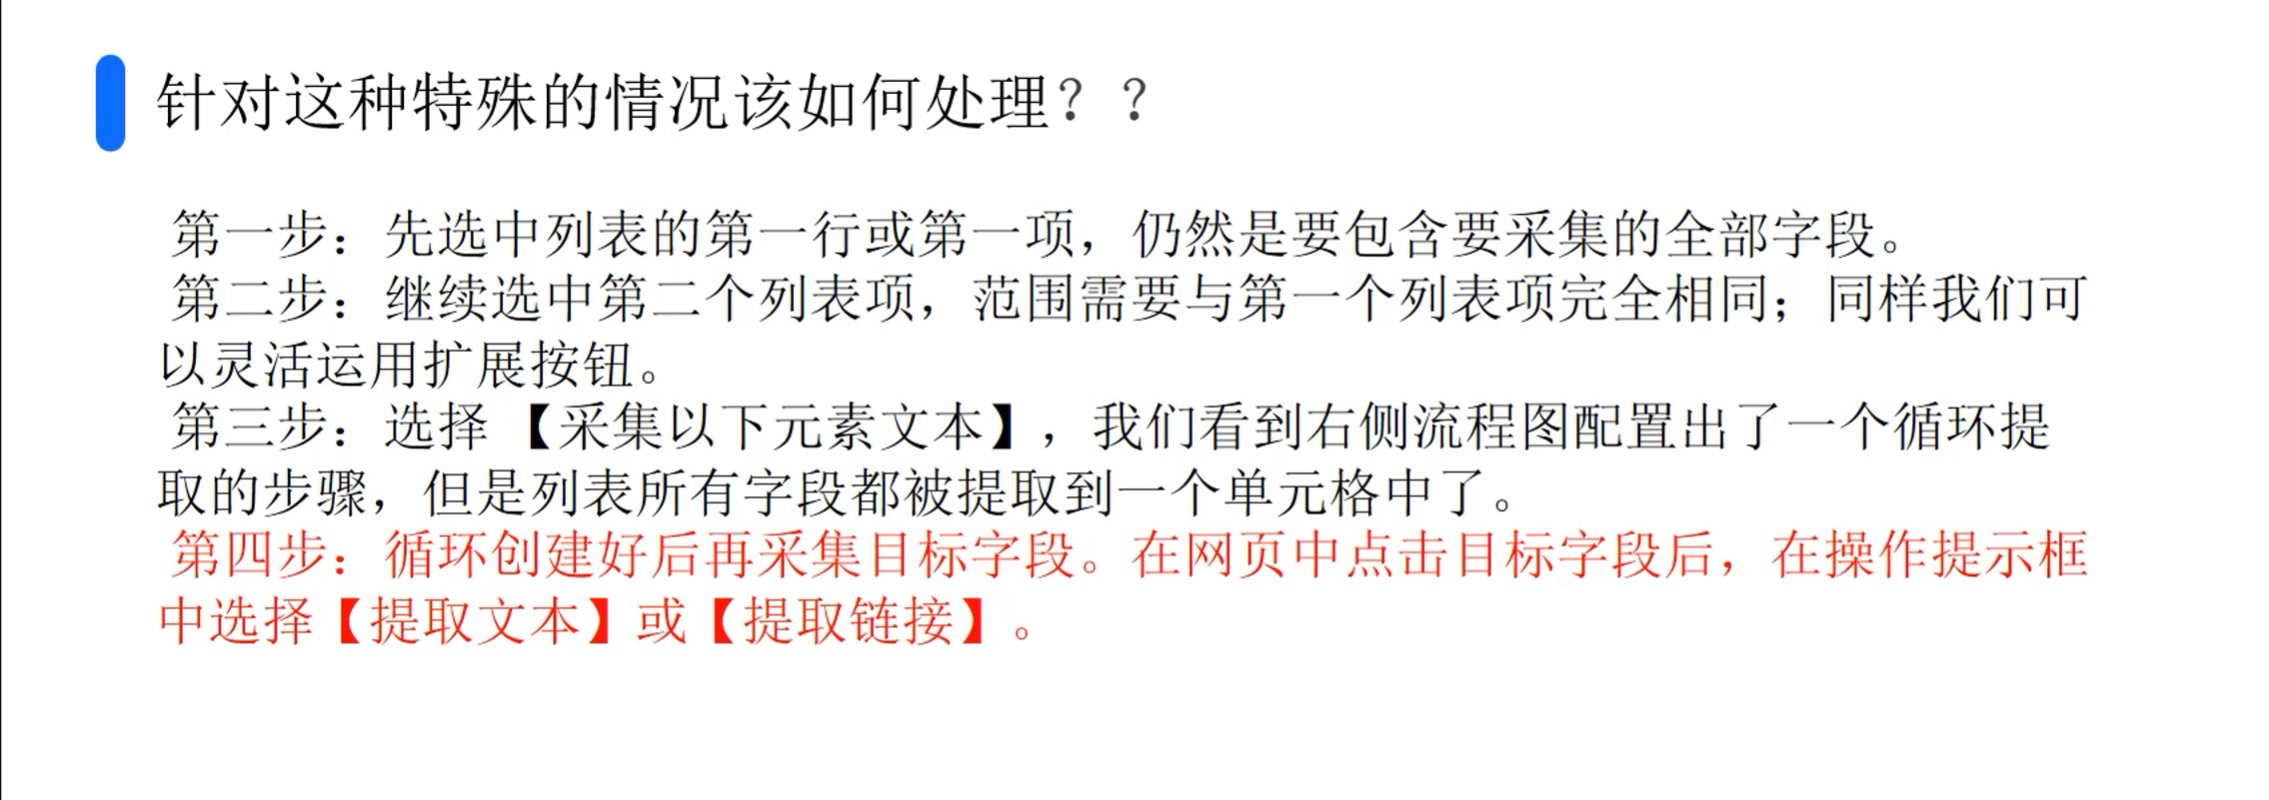 针对这种特殊的情况该如何处理？？
第一步：先选中列表的第一行或第一项，仍然是要包含要采集的全部字段。
第二步：继续选中第二个列表项，范围需要与第一个列表项完全相同；同样我们可
以灵活运用扩展按钮。
第三步：选择 【采集以下元素文本】，我们看到右侧流程图配置出了一个循环提
取的步骤，但是列表所有字段都被提取到一个单元格中了。
第四步：循环创建好后再采集目标字段。在网页中点击目标字段后，在操作提示框
中选择【提取文本】或【提取链接】。